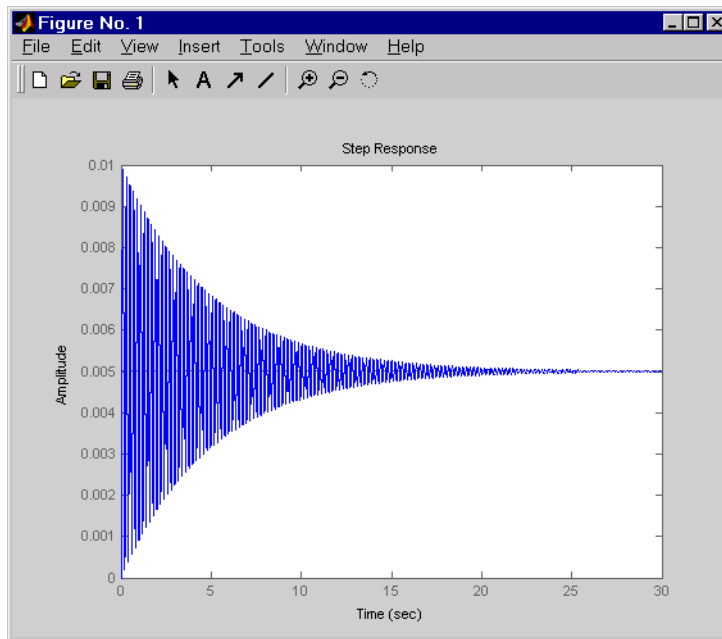 Figure No. 1
File Edit View Insert Tools Window Help
A
Step Response
0.01
0.009
0.008
0.007
0.006
0.005
0.004
0.003
0.002
0.001
0
Amplitude
0 5 10 15 20 25 30
Time (sec)